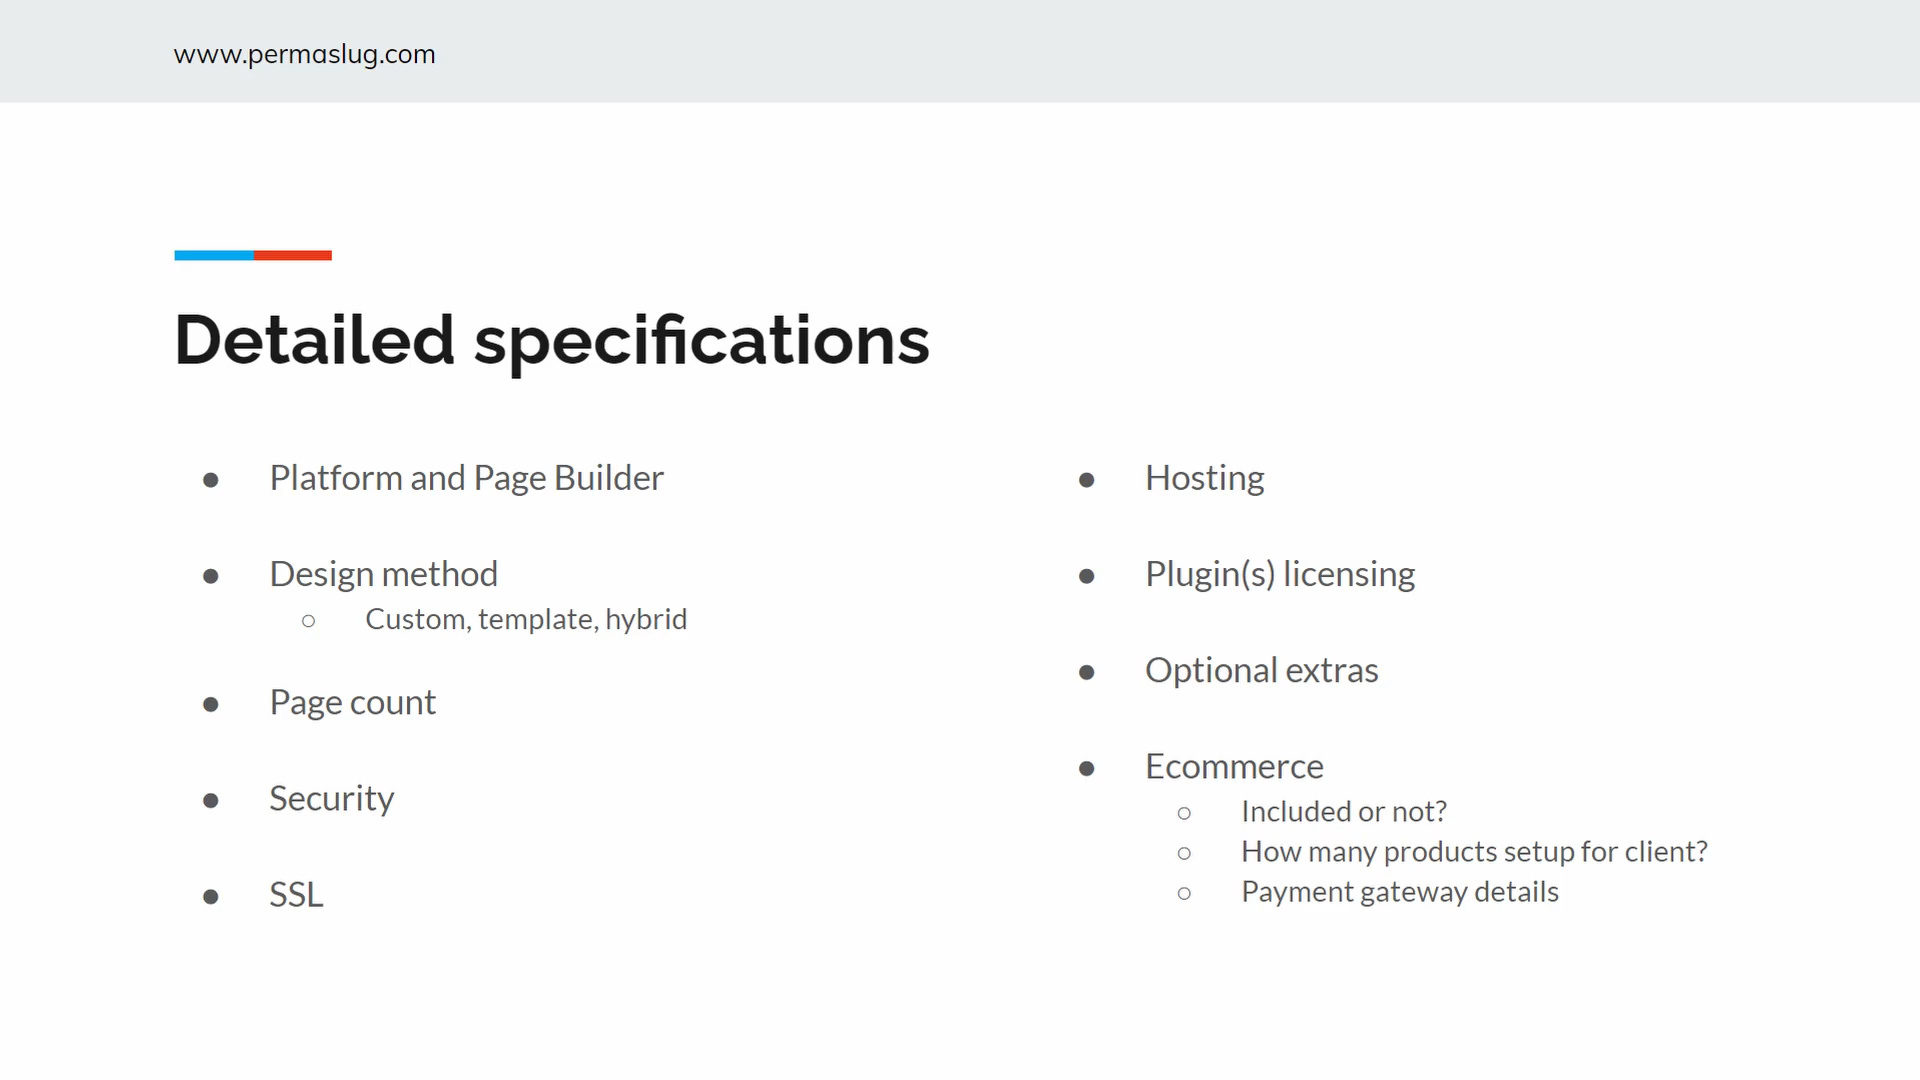 www.permaslug.com
Detailed specifications
● Platform and Page Builder
● Design method
○ Custom, template, hybrid
● Page count
● Security
● SSL
● Hosting
● Plugin(s) licensing
● Optional extras
● Ecommerce
○ Included or not?
○ How many products setup for client?
○ Payment gateway details